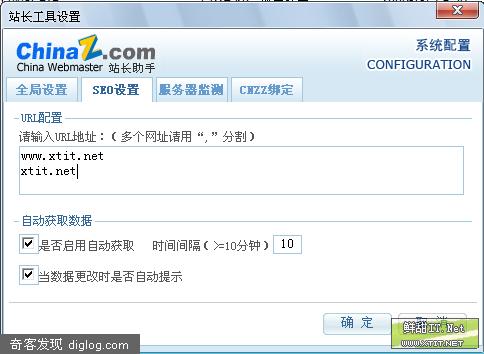 站长工具设置
ChinaZ.com
China Webmaster 站长助手
系统配置
CONFIGURATION
全局设置 SEO设置 服务器监测 CNZZ绑定
URL配置
请输入URL地址：（多个网址请用“,”分割）
www.xtit.net
xtit.net
自动获取数据
是否启用自动获取 时间间隔（>=10分钟） 10
当数据更改时是否自动提示
确 定
鲜甜IT.Net
WWW.XTIT.NET
奇客发现 diglog.com